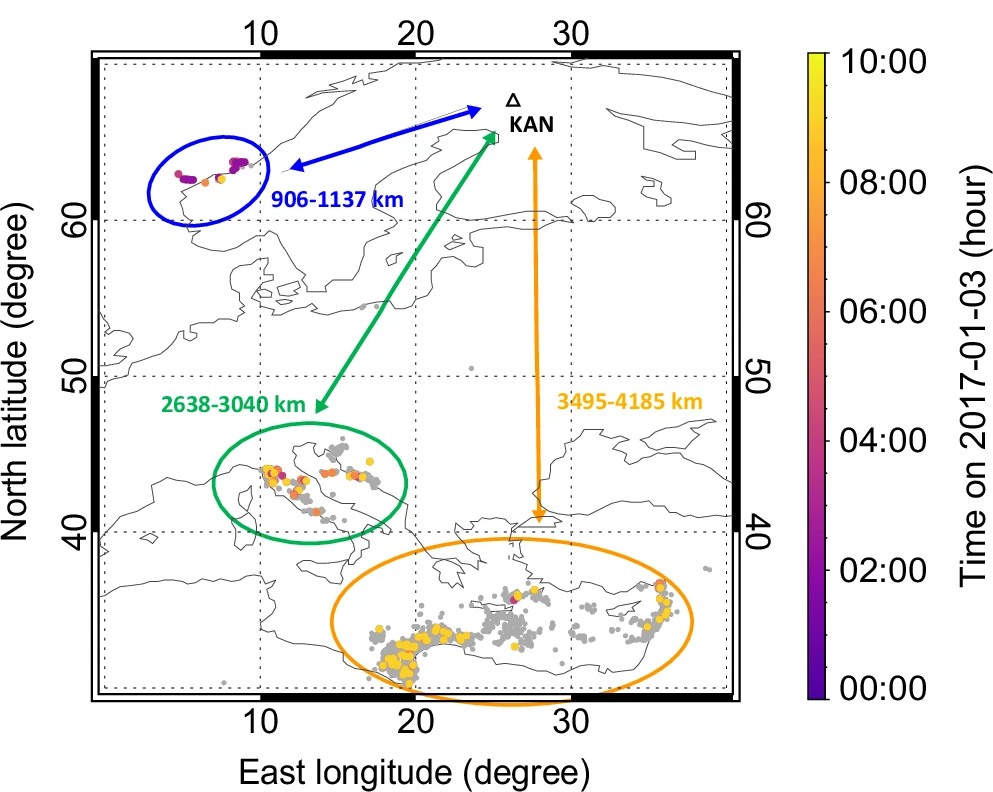 10 20 30
KAN
906-1137 km
60 60
50 50
2638-3040 km
3495-4185 km
40 40
10 20 30
East longitude (degree)
North latitude (degree)
10:00
08:00
06:00
04:00
02:00
00:00
Time on 2017-01-03 (hour)